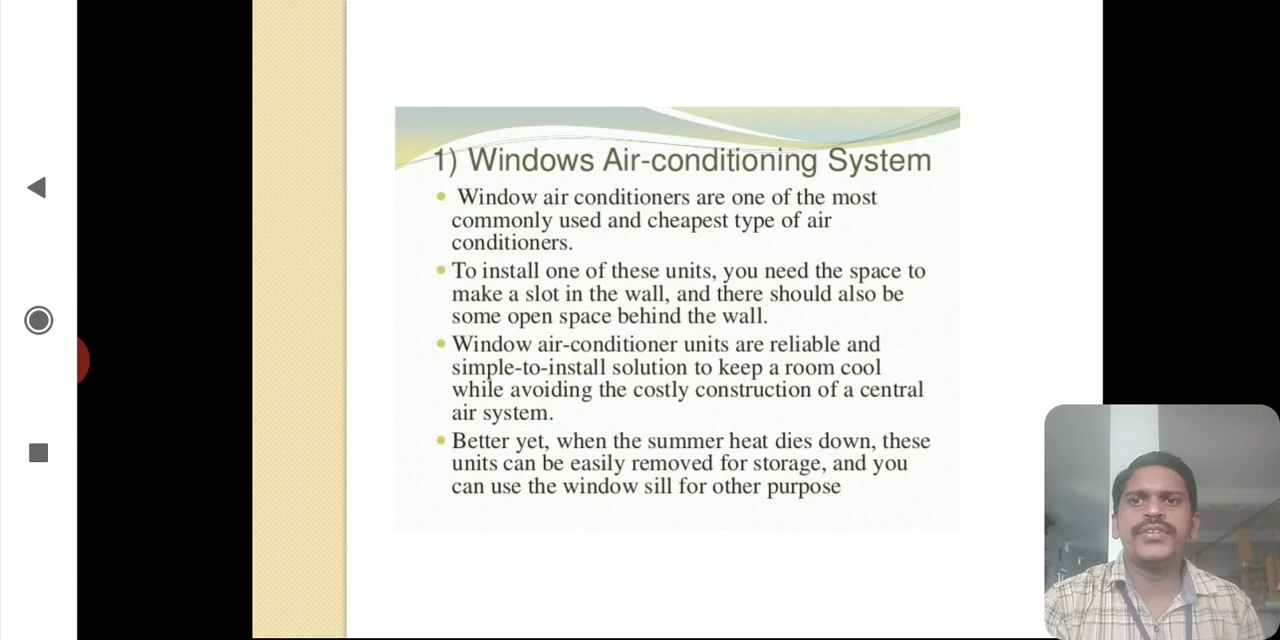 1) Windows Air-conditioning System
Window air conditioners are one of the most
commonly used and cheapest type of air
conditioners.
To install one of these units, you need the space to
make a slot in the wall, and there should also be
some open space behind the wall.
Window air-conditioner units are reliable and
simple-to-install solution to keep a room cool
while avoiding the costly construction of a central
air system.
Better yet, when the summer heat dies down, these
units can be easily removed for storage, and you
can use the window sill for other purpose